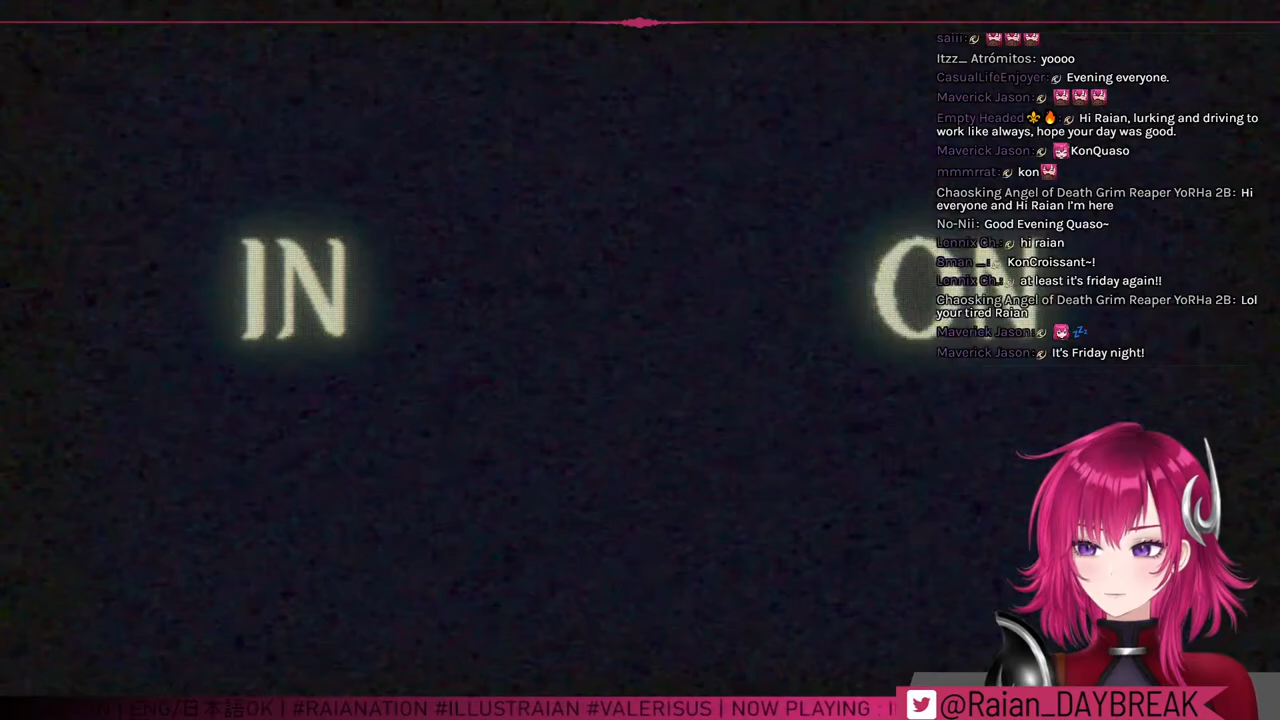 saiii:
Itzz_ Atrómitos: yoooo
CasualLifeEnjoyer: Evening everyone.
Maverick Jason:
Empty Headed⚜️🔥: Hi Raian, lurking and driving to
work like always, hope your day was good.
Maverick Jason: KonQuaso
mmmrrat: kon
Chaosking Angel of Death Grim Reaper YoRHa 2B: Hi
everyone and Hi Raian I'm here
No-Nii: Good Evening Quaso~
Lennix Ch.: hi raian
KonCroissant~!
Lennix Ch.: at least it's friday again!!
Chaosking Angel of Death Grim Reaper YoRHa 2B: Lol
your tired Raian
Maverick Jason: 💤
Maverick Jason: It's Friday night!
IN
ENG/日本語OK | #RAIANATION #ILLUSTRAIAN #VALERISUS | NOW PLAYING :
@Raian_DAYBREAK